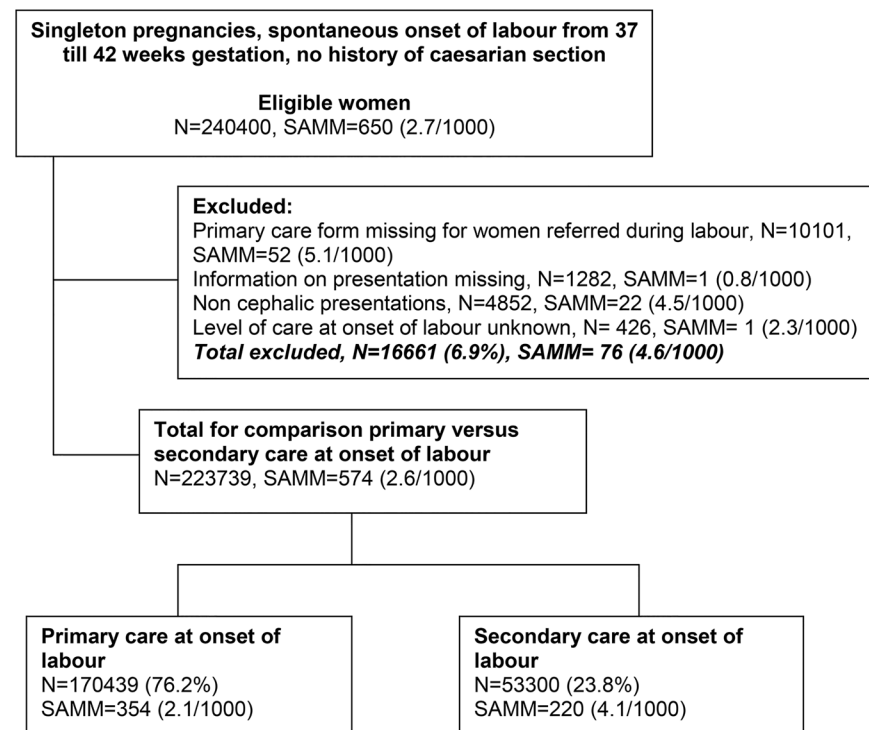 Singleton pregnancies, spontaneous onset of labour from 37
till 42 weeks gestation, no history of caesarian section
Eligible women
N=240400, SAMM=650 (2.7/1000)
Excluded:
Primary care form missing for women referred during labour, N=10101,
SAMM=52 (5.1/1000)
Information on presentation missing, N=1282, SAMM=1 (0.8/1000)
Non cephalic presentations, N=4852, SAMM=22 (4.5/1000)
Level of care at onset of labour unknown, N= 426, SAMM= 1 (2.3/1000)
Total excluded, N=16661 (6.9%), SAMM= 76 (4.6/1000)
Total for comparison primary versus
secondary care at onset of labour
N=223739, SAMM=574 (2.6/1000)
Primary care at onset of
labour
N=170439 (76.2%)
SAMM=354 (2.1/1000)
Secondary care at onset of
labour
N=53300 (23.8%)
SAMM=220 (4.1/1000)